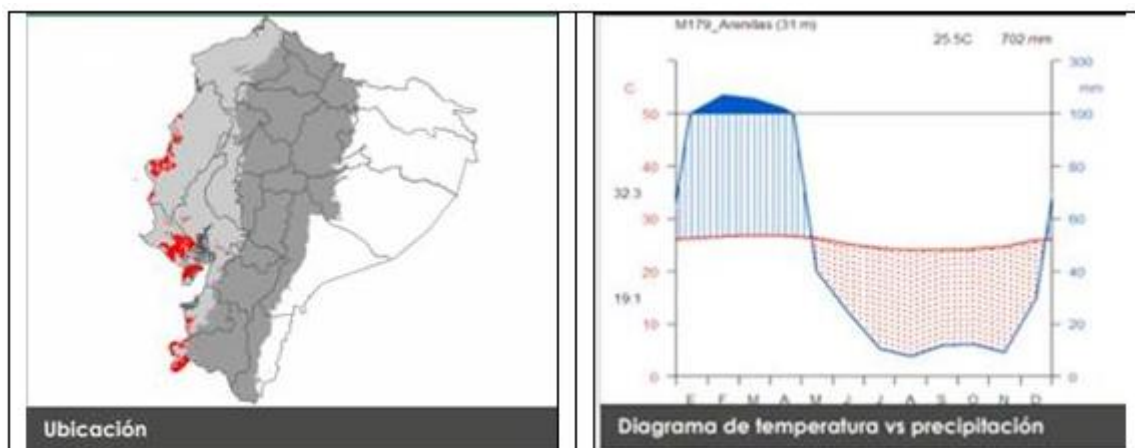 M179_Arenillas (31 m)
25.5C 702 mm
C
300
mm
50
100
40
80
32.3
30
60
20
40
19.1
10
20
0
0
E F M A M J J A S O N D
Ubicación
Diagrama de temperatura vs precipitación